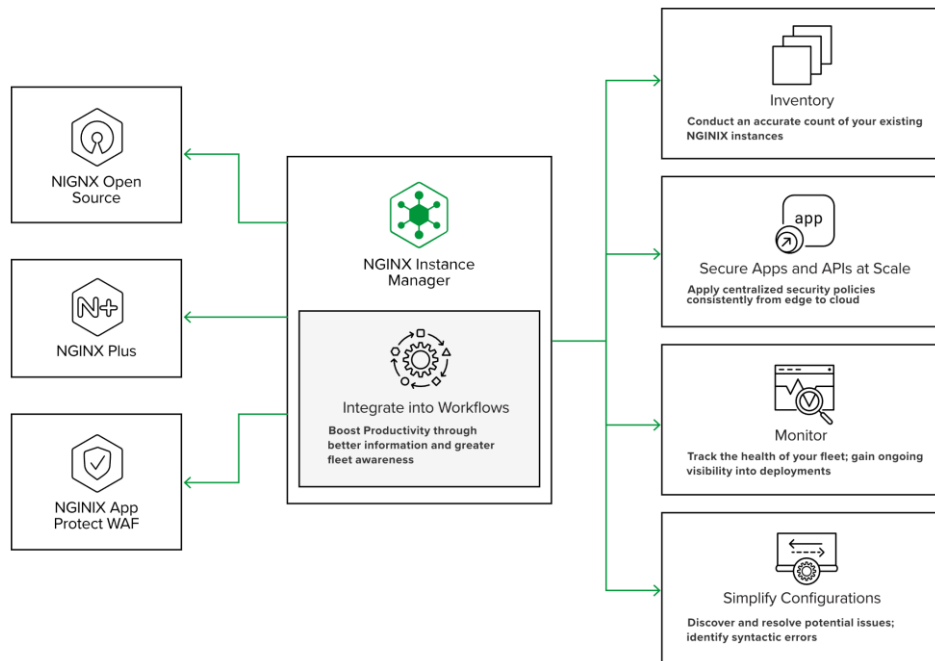 NIGNX Open
Source
N+
NGINX Plus
NGINIX App
Protect WAF
NGINX Instance
Manager
Integrate into Workflows
Boost Productivity through
better information and greater
fleet awareness
Inventory
Conduct an accurate count of your existing
NGINIX instances
app
Secure Apps and APIs at Scale
Apply centralized security policies
consistently from edge to cloud
Monitor
Track the health of your fleet; gain ongoing
visibility into deployments
Simplify Configurations
Discover and resolve potential issues;
identify syntactic errors